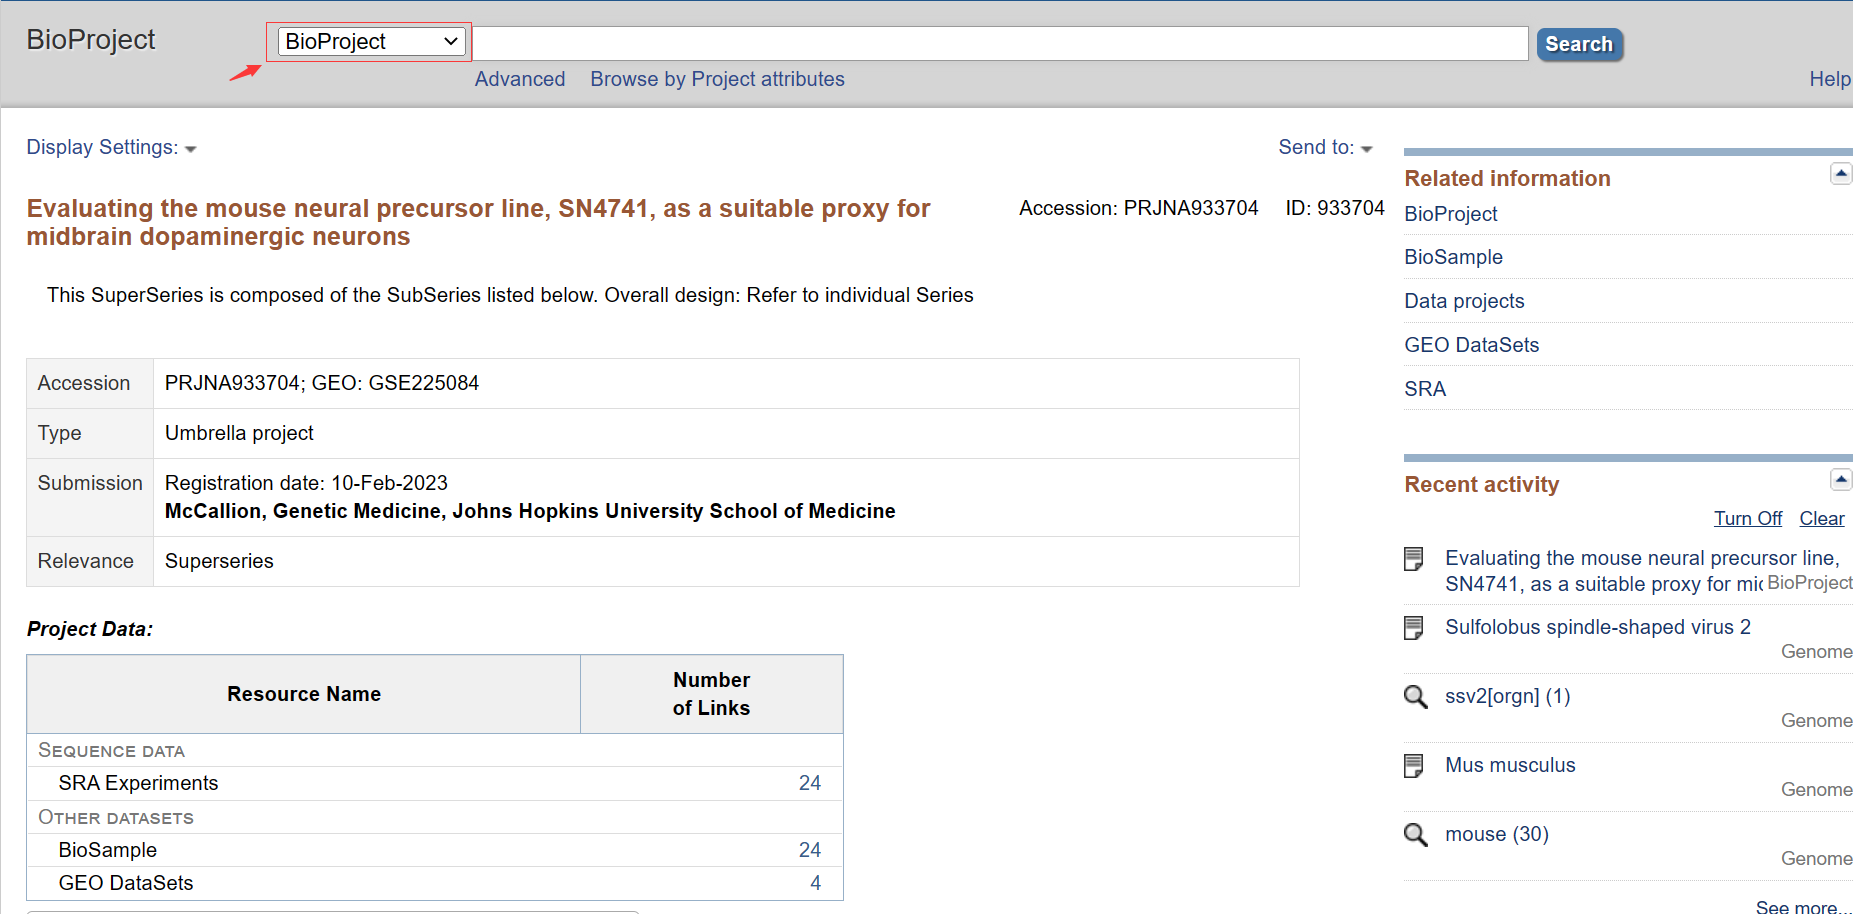 BioProject
BioProject
Search
Advanced Browse by Project attributes
Help
Display Settings:
Send to:
Evaluating the mouse neural precursor line, SN4741, as a suitable proxy for
midbrain dopaminergic neurons
Accession: PRJNA933704 ID: 933704
This SuperSeries is composed of the SubSeries listed below. Overall design: Refer to individual Series
Accession PRJNA933704; GEO: GSE225084
Type Umbrella project
Submission Registration date: 10-Feb-2023
McCallion, Genetic Medicine, Johns Hopkins University School of Medicine
Relevance Superseries
Project Data:
Resource Name
Number
of Links
SEQUENCE DATA
SRA Experiments 24
OTHER DATASETS
BioSample 24
GEO DataSets 4
Related information
BioProject
BioSample
Data projects
GEO DataSets
SRA
Recent activity
Turn Off Clear
Evaluating the mouse neural precursor line,
SN4741, as a suitable proxy for mic BioProject
Sulfolobus spindle-shaped virus 2
Genome
ssv2[orgn] (1)
Genome
Mus musculus
Genome
mouse (30)
Genome
See more...